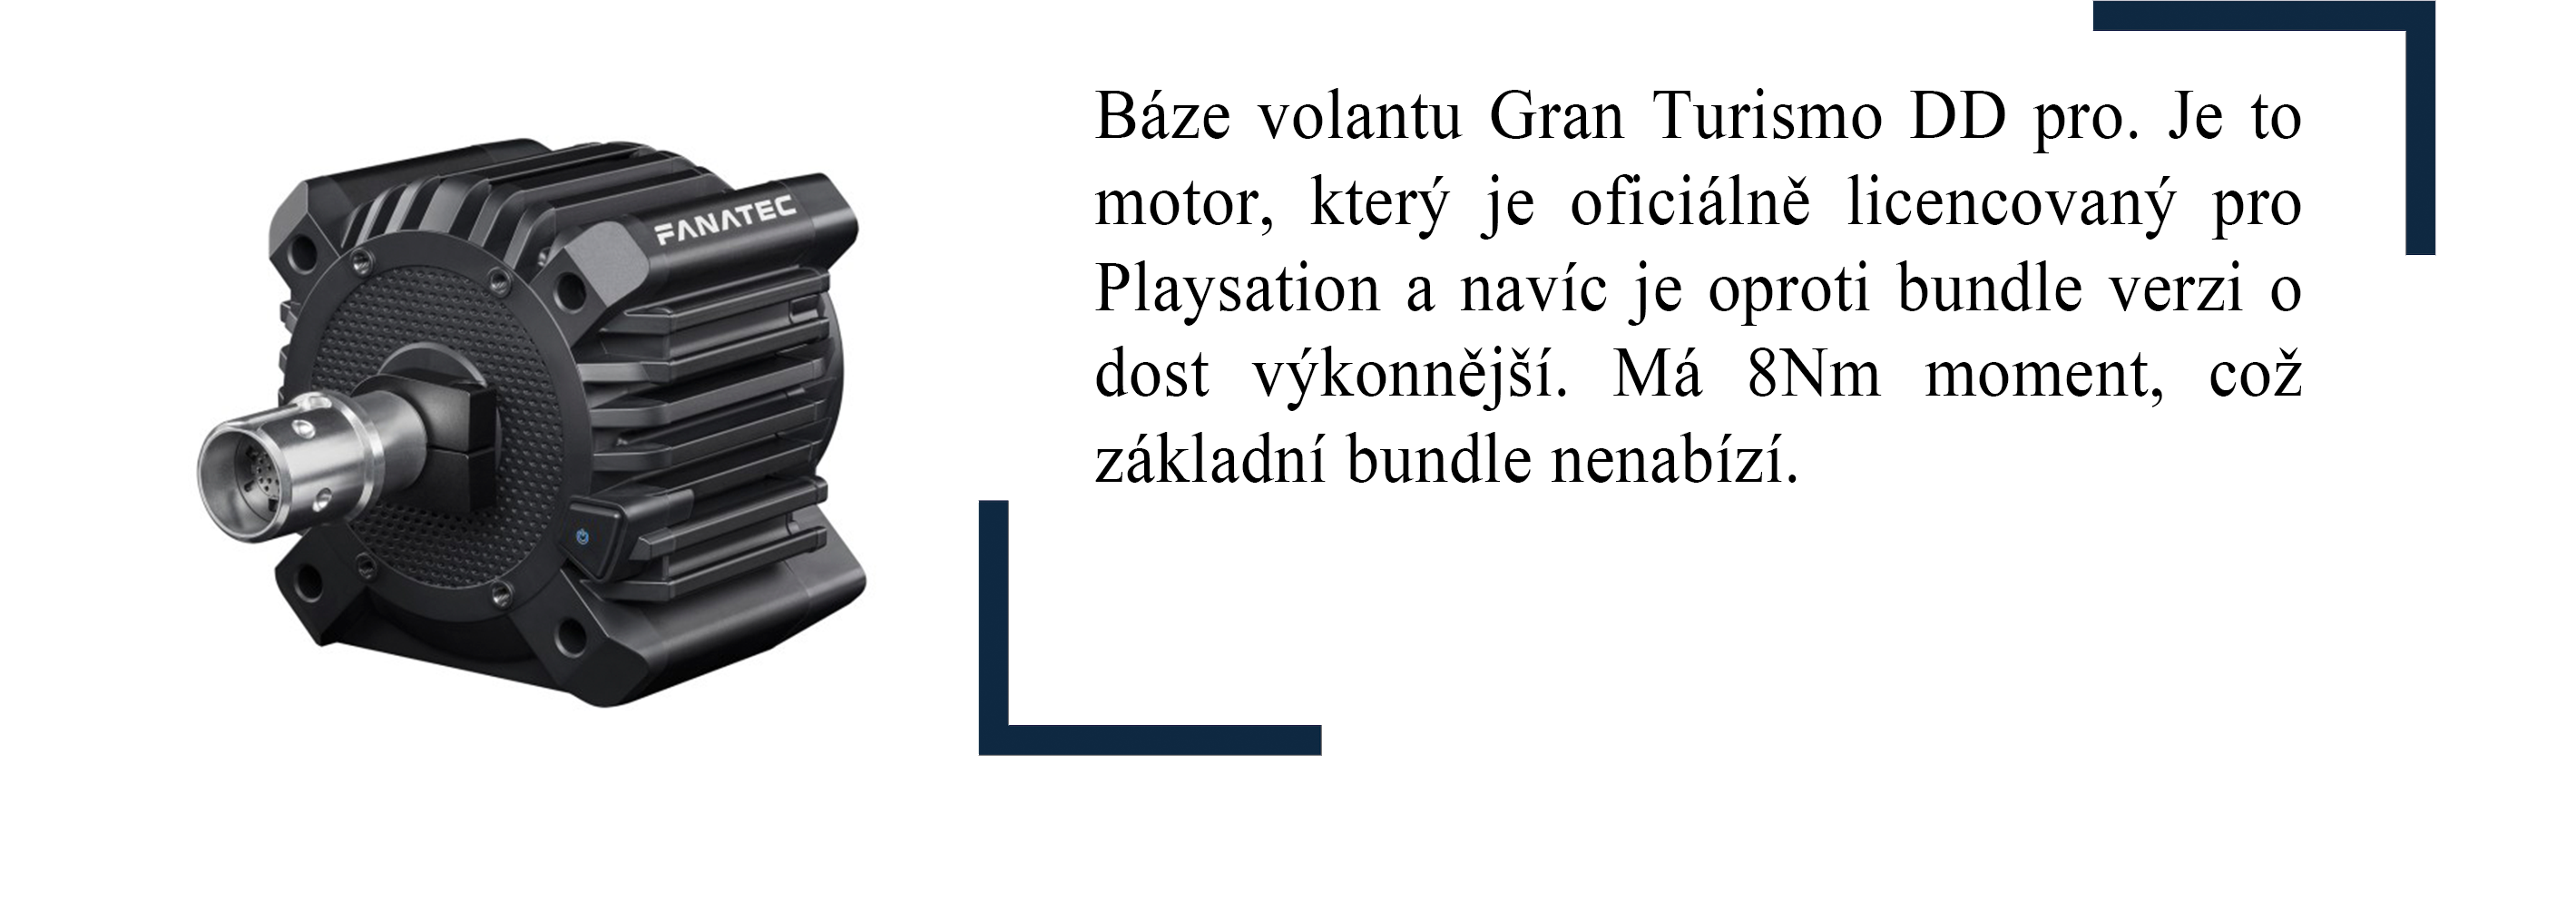 FANATEC
Báze volantu Gran Turismo DD pro. Je to
motor, který je oficiálně licencovaný pro
Playsation a navíc je oproti bundle verzi o
dost výkonnější. Má 8Nm moment, což
základní bundle nenabízí.